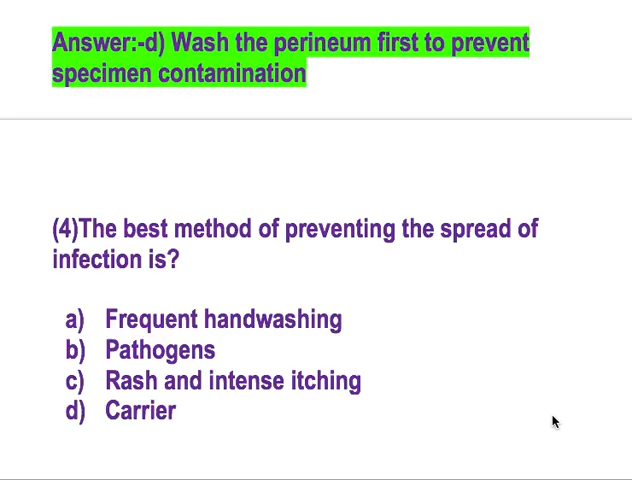 Answer:-d) Wash the perineum first to prevent
specimen contamination
(4)The best method of preventing the spread of
infection is?
a) Frequent handwashing
b) Pathogens
c) Rash and intense itching
d) Carrier